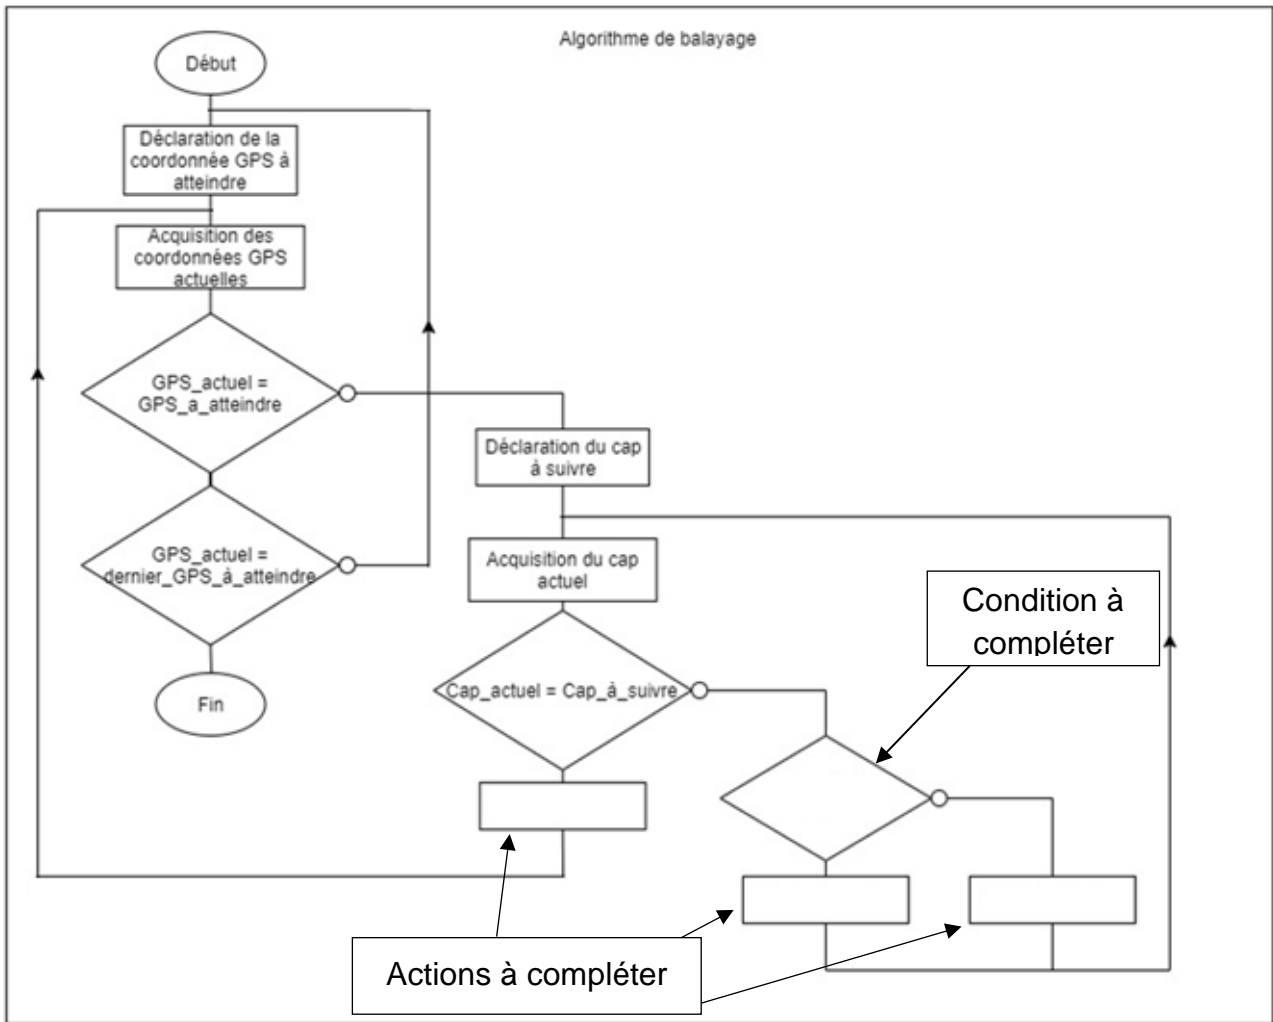 Algorithme de balayage
Début
Déclaration de la
coordonnée GPS à
atteindre
Acquisition des
coordonnées GPS
actuelles
GPS_actuel =
GPS_a_atteindre
Déclaration du cap
à suivre
GPS_actuel =
dernier_GPS_à_atteindre
Acquisition du cap
actuel
Condition à
compléter
Fin
Cap_actuel = Cap_à_suivre
Actions à compléter